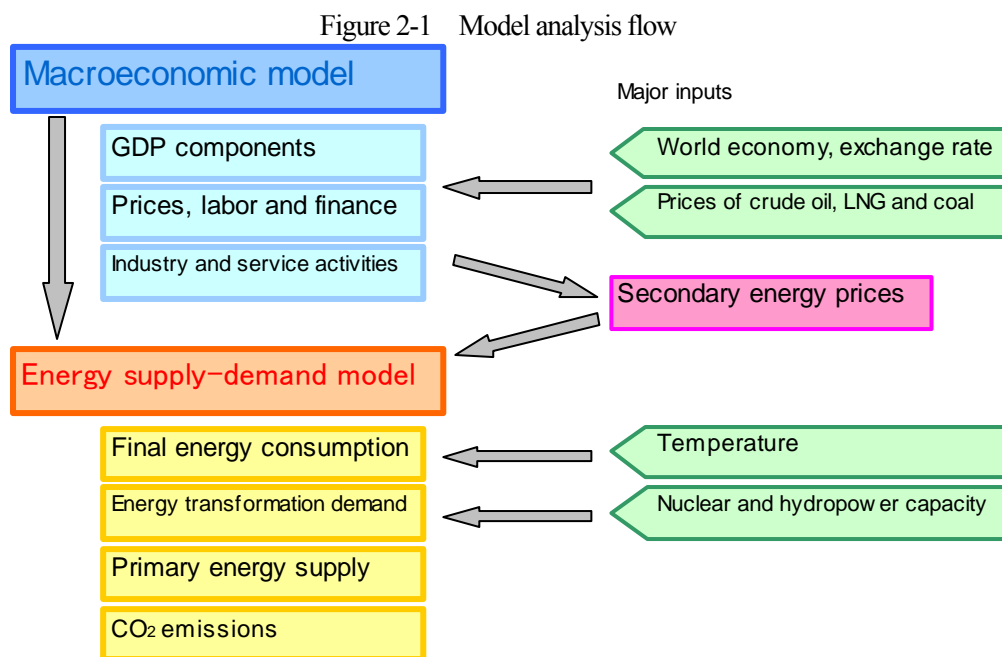 Figure 2-1 Model analysis flow
Macroeconomic model
Major inputs
GDP components
World economy, exchange rate
Prices, labor and finance
Prices of crude oil, LNG and coal
Industry and service activities
Secondary energy prices
Energy supply-demand model
Final energy consumption
Temperature
Energy transformation demand
Nuclear and hydropower capacity
Primary energy supply
CO2 emissions